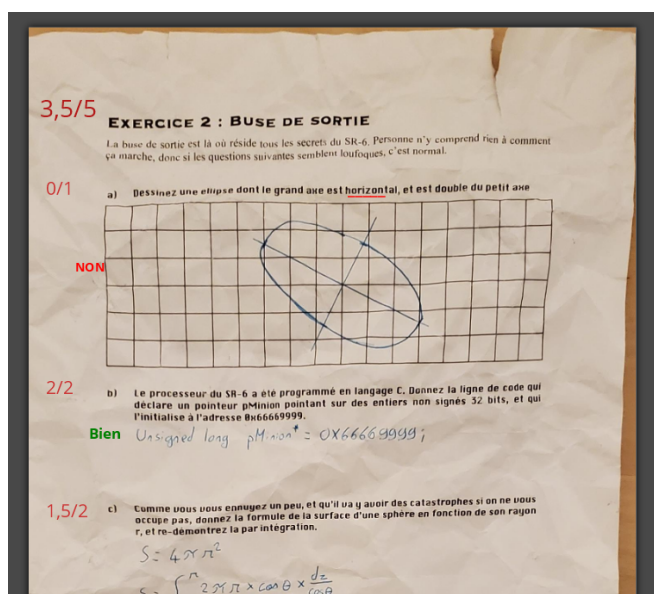 3,5/5
EXERCICE 2 : BUSE DE SORTIE
La buse de sortie est là où réside tous les secrets du SR-6. Personne n'y comprend rien à comment
ça marche, donc si les questions suivantes semblent loufoques, c'est normal.
0/1
a) Dessinez une ellipse dont le grand axe est horizontal, et est double du petit axe
NON
2/2
b) Le processeur du SR-6 a été programmé en langage C. Donnez la ligne de code qui
déclare un pointeur pMinion pointant sur des entiers non signés 32 bits, et qui
l'initialise à l'adresse 0x66669999.
Bien Unsigned long pMinion* = 0X66669999;
1,5/2
c) Comme vous vous ennuyez un peu, et qu'il va y avoir des catastrophes si on ne vous
occupe pas, donnez la formule de la surface d'une sphère en fonction de son rayon
r, et re-démontrez la par intégration.
S = 4πr²
S = ∫ r 2πr × cos θ × dz
cosθ